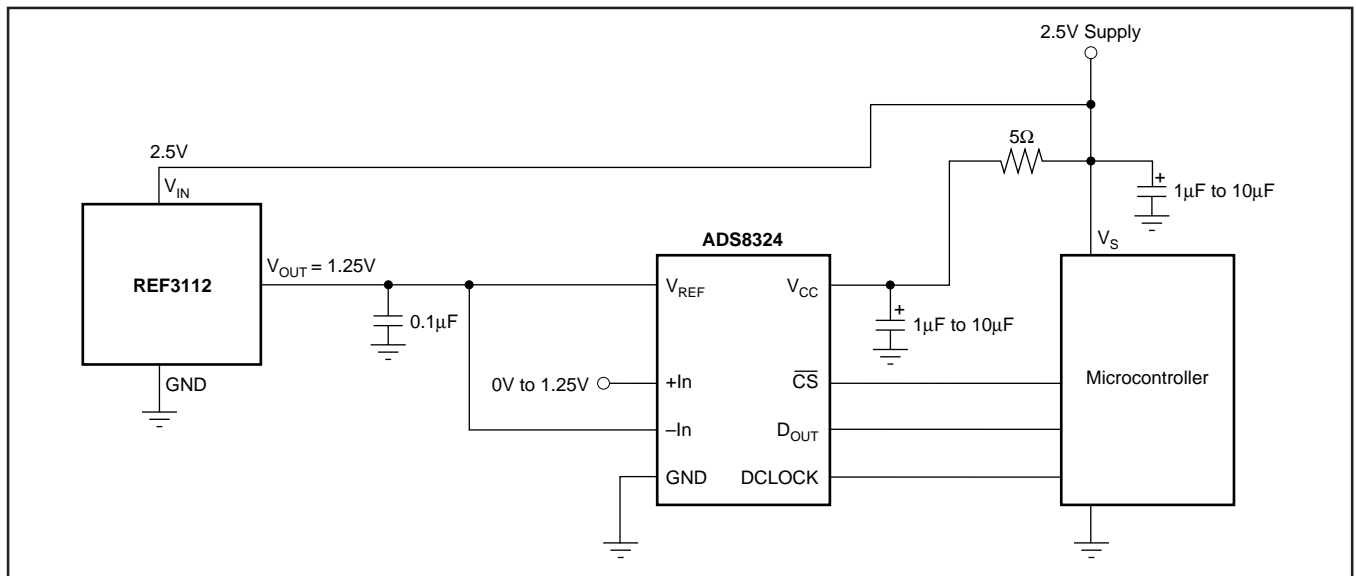 2.5V Supply
2.5V
5Ω
V_IN
1μF to 10μF
V_S
ADS8324
REF3112
V_OUT = 1.25V
V_REF
V_CC
0.1μF
1μF to 10μF
GND
0V to 1.25V
+In
C̅S̅
Microcontroller
–In
D_OUT
GND
DCLOCK